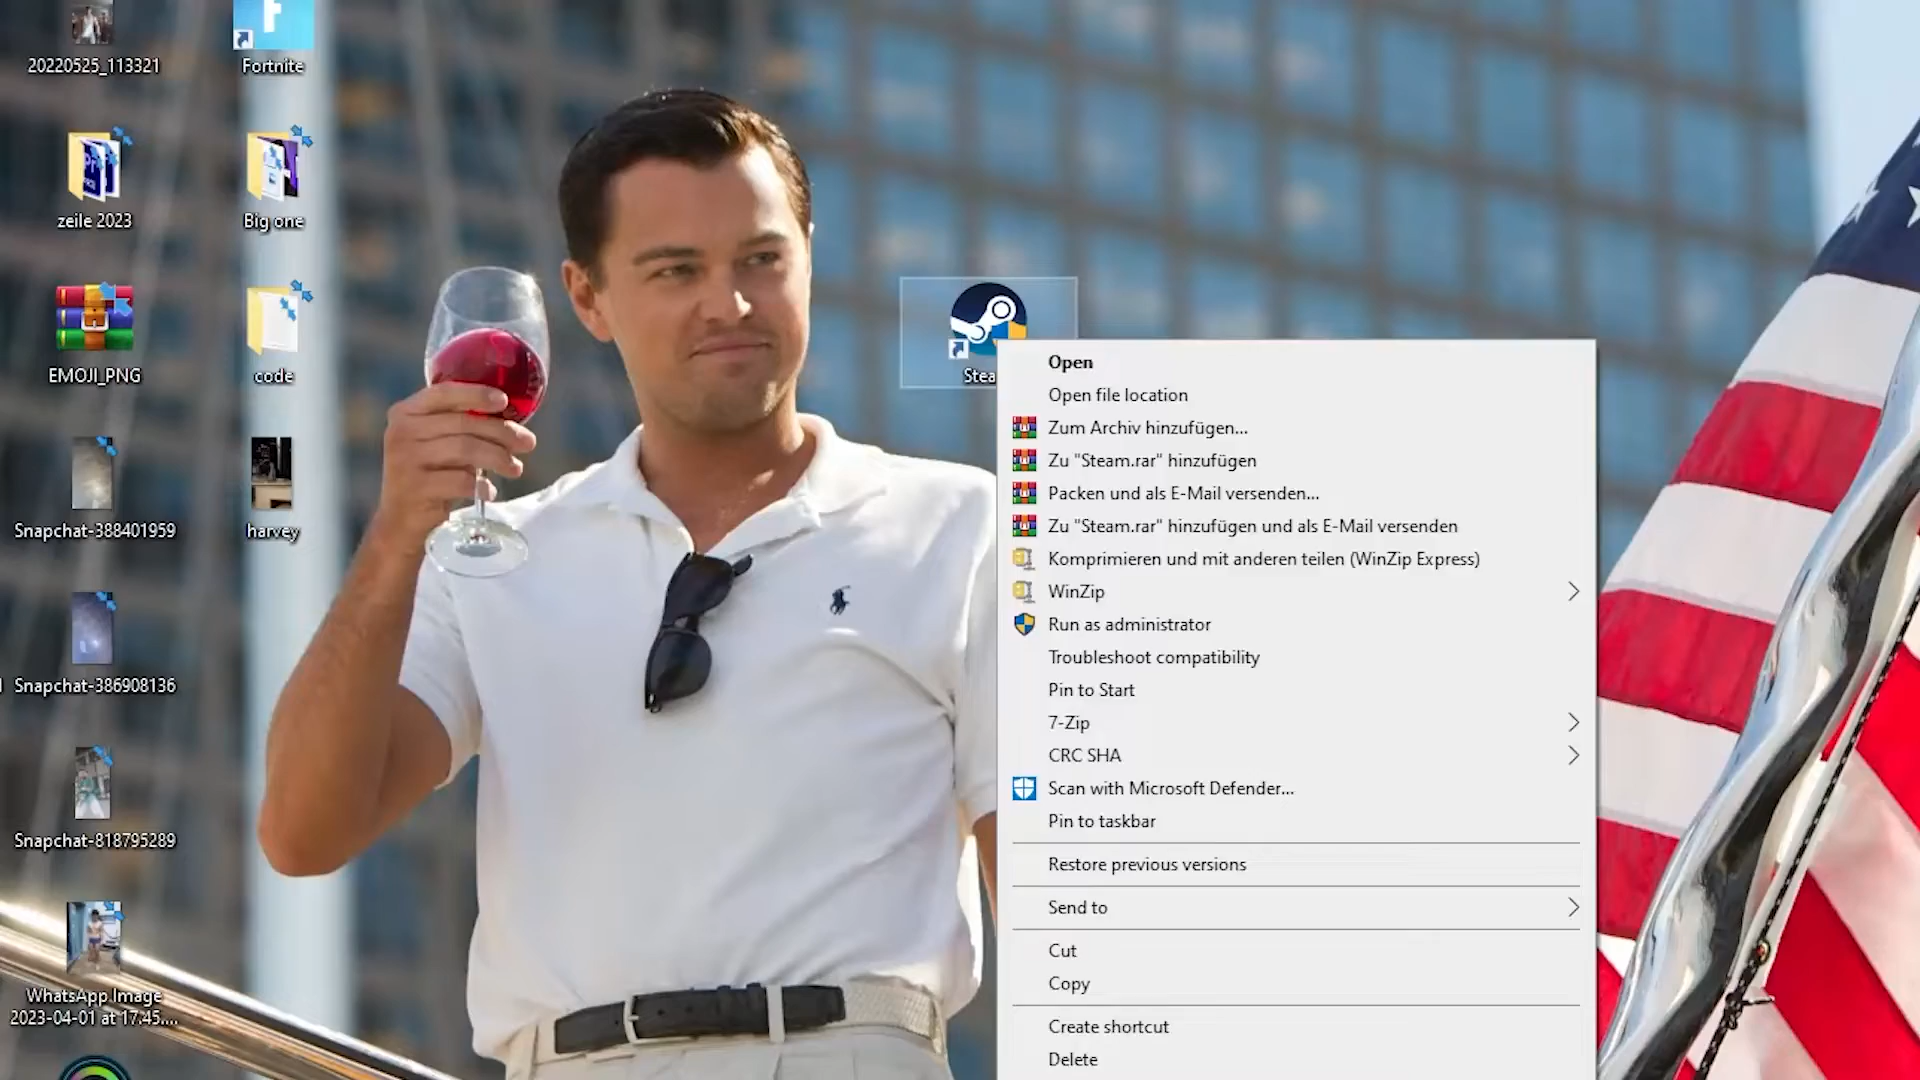 20220525_113321
Fortnite
zeile 2023
Big one
EMOJI_PNG
code
Snapchat-388401959
harvey
Snapchat-386908136
Snapchat-818795289
WhatsApp Image
2023-04-01 at 17.45....
Stea
Open
Open file location
Zum Archiv hinzufügen...
Zu "Steam.rar" hinzufügen
Packen und als E-Mail versenden...
Zu "Steam.rar" hinzufügen und als E-Mail versenden
Komprimieren und mit anderen teilen (WinZip Express)
WinZip
Run as administrator
Troubleshoot compatibility
Pin to Start
7-Zip
CRC SHA
Scan with Microsoft Defender...
Pin to taskbar
Restore previous versions
Send to
Cut
Copy
Create shortcut
Delete